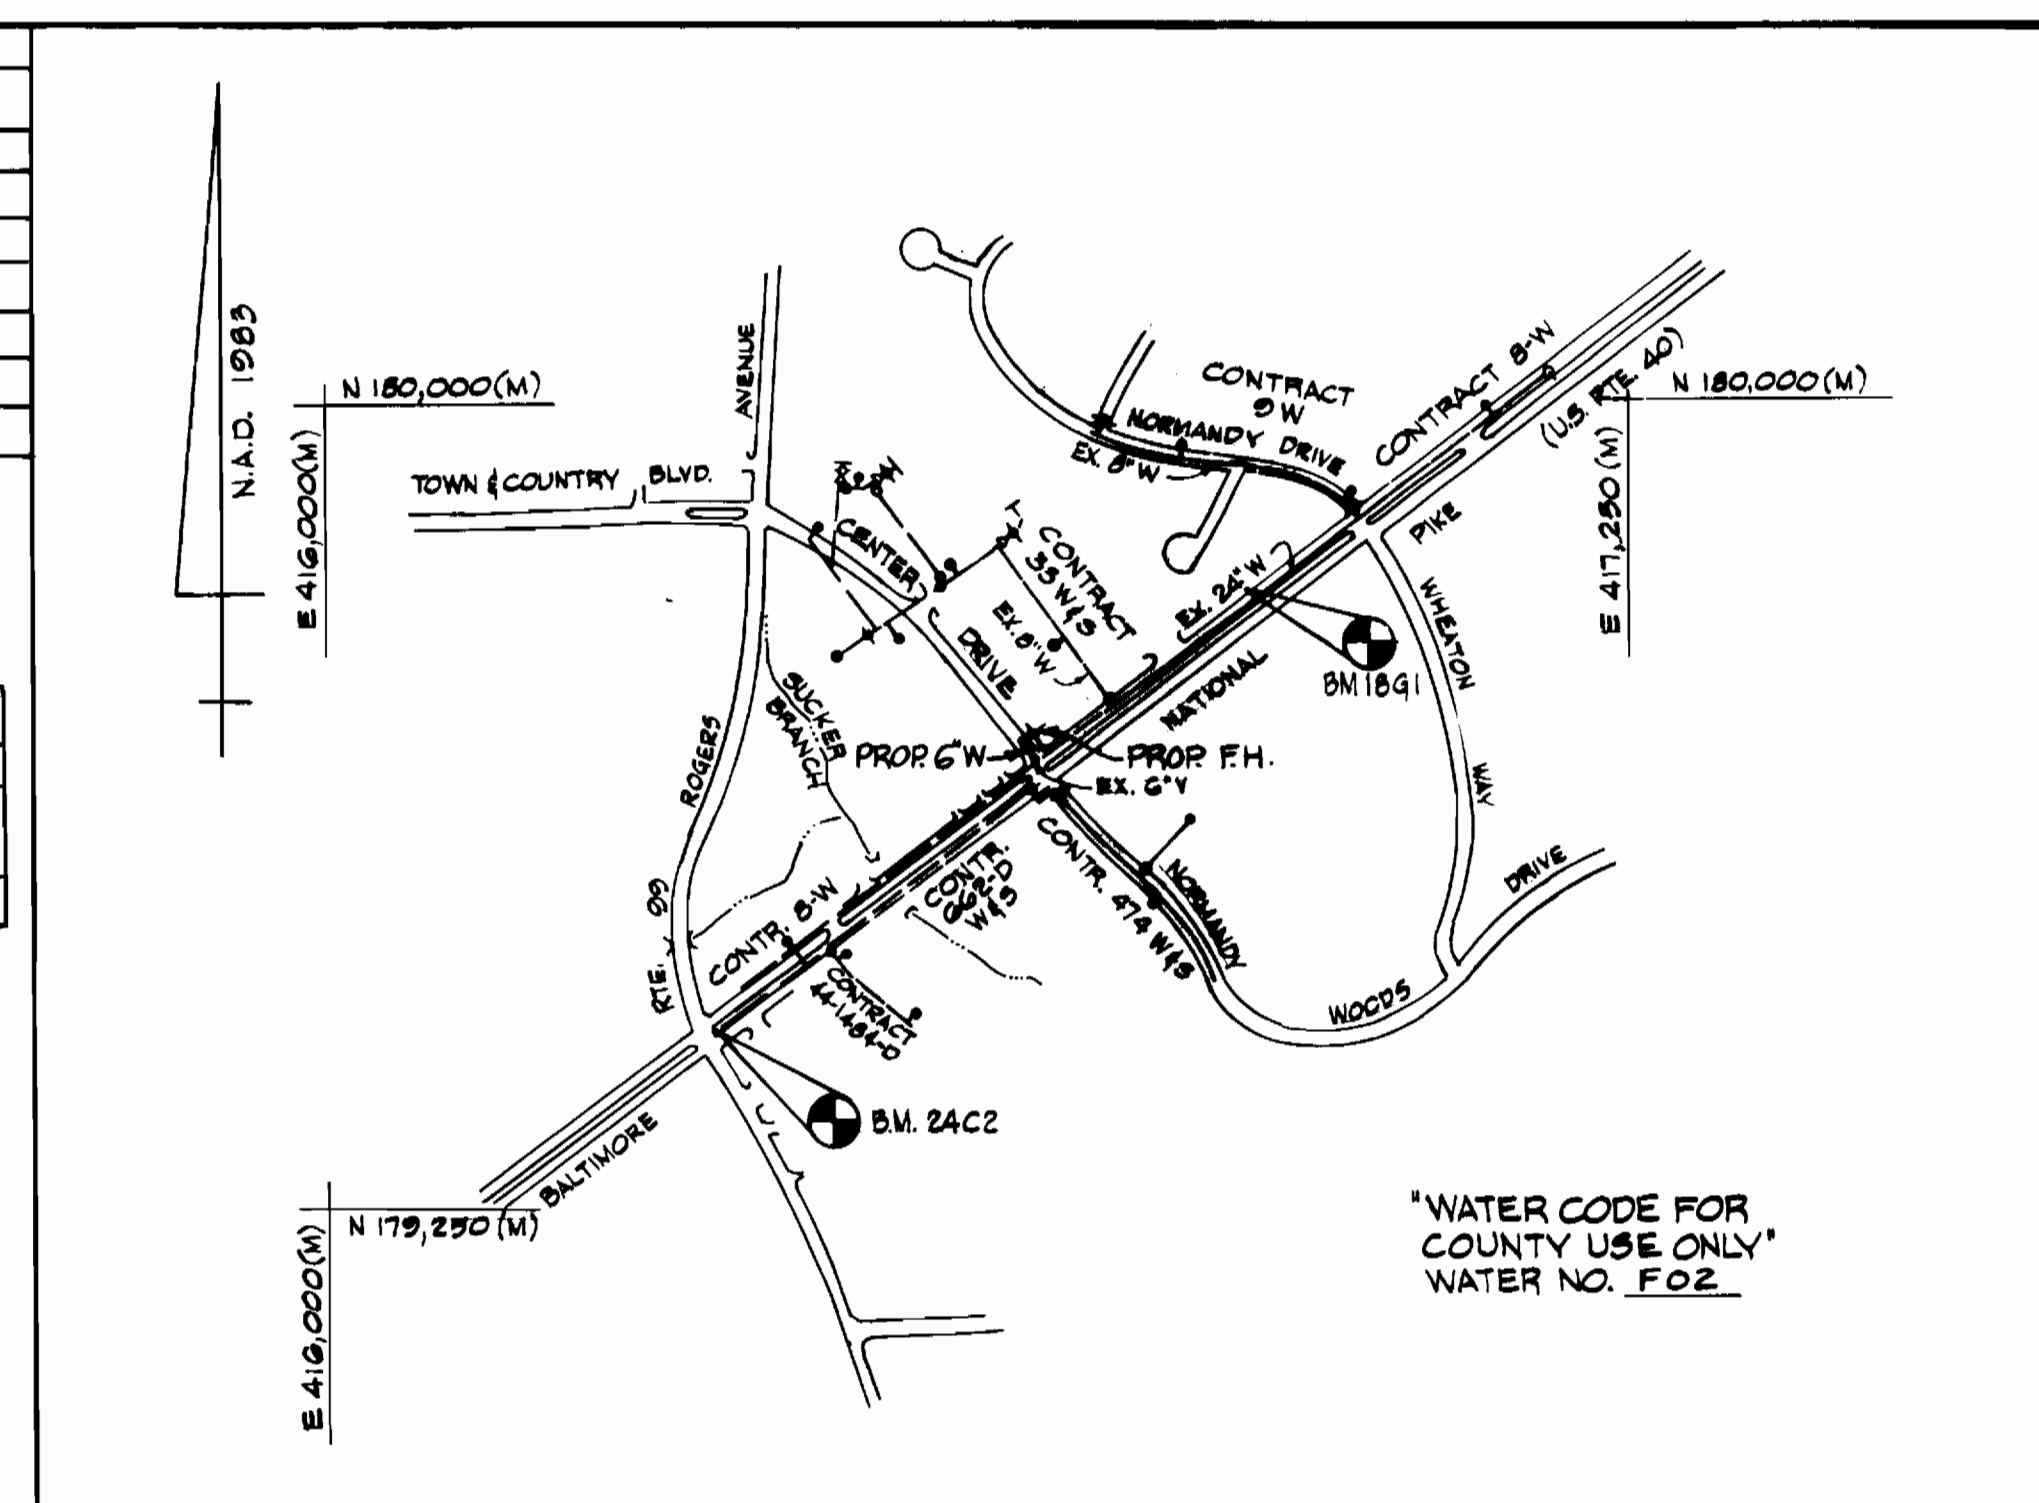 N.A.D. 1983
N 180,000 (M)
E 416,000 (M)
TOWN & COUNTRY BLVD.
AVENUE
CENTER
DRIVE
CONTRACT
33 W&S
EX. 8"W
CONTRACT
9 W
NORMANDY DRIVE
EX. 8"W
CONTRACT 8-W
(U.S. RTE. 40)
N 180,000 (M)
E 417,250 (M)
PIKE
EX. 24"W
NATIONAL
WHEATON
WAY
BM 18G1
SUCKER
BRANCH
ROGERS
RTE. 99
PROP. 6"W
PROP. F.H.
EX. 6"V
CONTR. 8-W
CONTR.
662-D
W&S
CONTR. 474 W&S
NORMANDY
WOODS
DRIVE
CONTRACT
44-1484-D
B.M. 24C2
BALTIMORE
N 179,250 (M)
E 416,000 (M)
"WATER CODE FOR
COUNTY USE ONLY"
WATER NO. F02